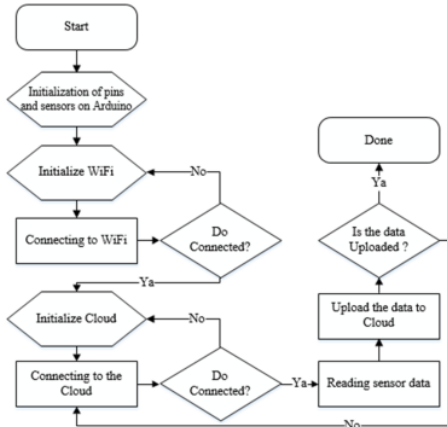 Start
Initialization of pins
and sensors on Arduino
Initialize WiFi
No
Connecting to WiFi
Do
Connected?
Ya
Initialize Cloud
No
Connecting to the
Cloud
Do
Connected?
Ya
Reading sensor data
Upload the data to
Cloud
Is the data
Uploaded ?
Ya
Done
No